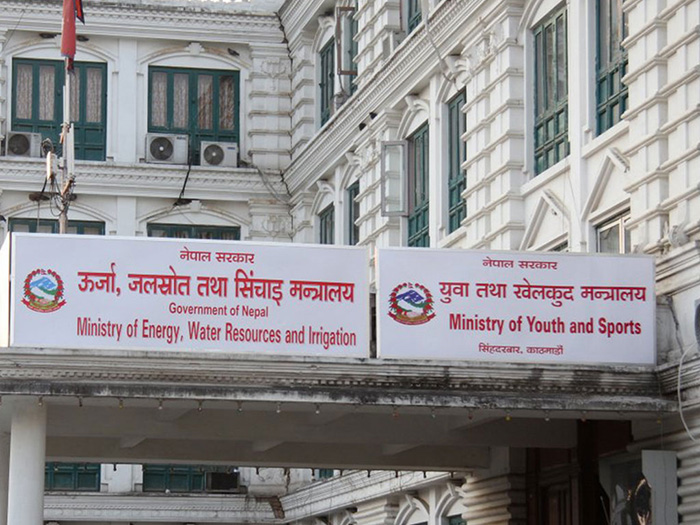 नेपाल सरकार
ऊर्जा, जलस्रोत तथा सिंचाइ मन्त्रालय
Government of Nepal
Ministry of Energy, Water Resources and Irrigation
नेपाल सरकार
युवा तथा खेलकुद मन्त्रालय
Ministry of Youth and Sports
सिंहदरबार, काठमाडौं